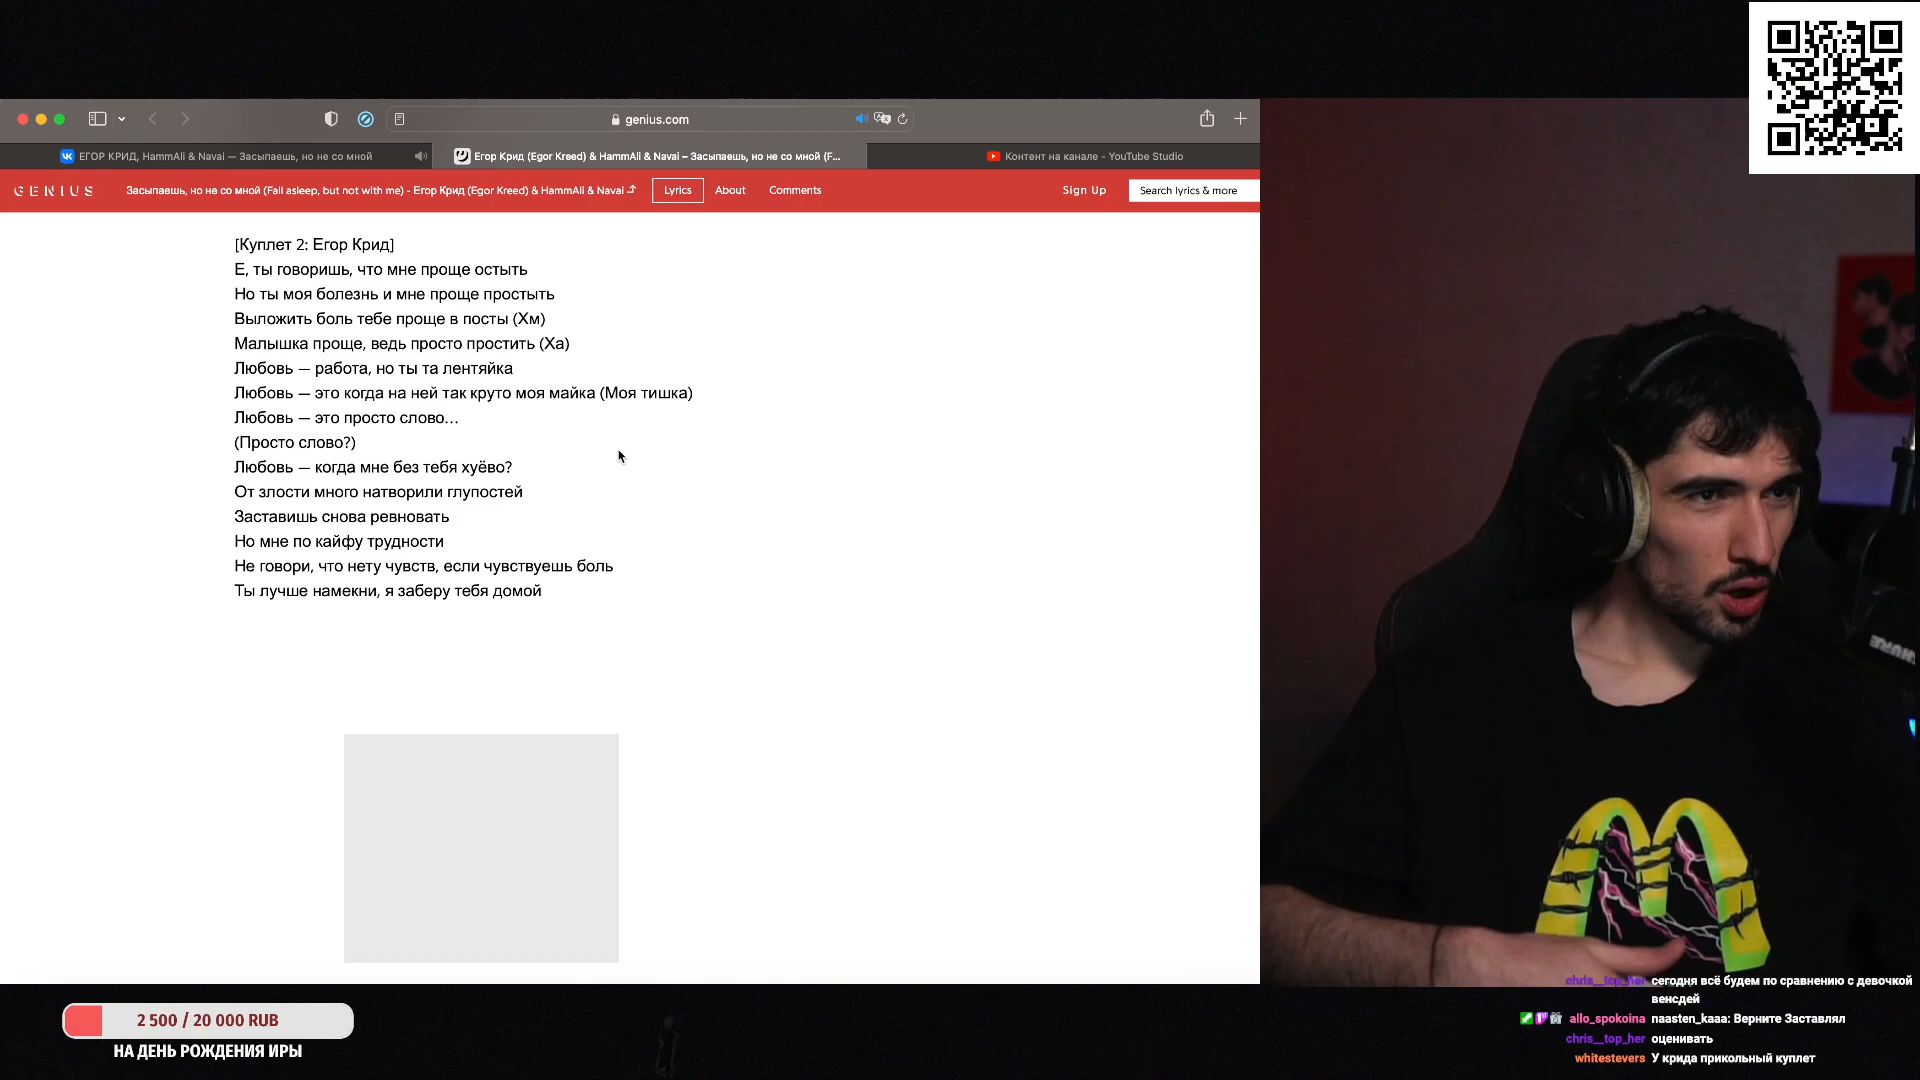 genius.com
ЕГОР КРИД, HammAli & Navai — Засыпаешь, но не со мной
Егор Крид (Egor Kreed) & HammAli & Navai – Засыпаешь, но не со мной (F...
Контент на канале - YouTube Studio
GENIUS
Засыпаешь, но не со мной (Fall asleep, but not with me) - Егор Крид (Egor Kreed) & HammAli & Navai
Lyrics
About
Comments
Sign Up
Search lyrics & more
[Куплет 2: Егор Крид]
Е, ты говоришь, что мне проще остыть
Но ты моя болезнь и мне проще простыть
Выложить боль тебе проще в посты (Хм)
Малышка проще, ведь просто простить (Ха)
Любовь — работа, но ты та лентяйка
Любовь — это когда на ней так круто моя майка (Моя тишка)
Любовь — это просто слово...
(Просто слово?)
Любовь — когда мне без тебя хуёво?
От злости много натворили глупостей
Заставишь снова ревновать
Но мне по кайфу трудности
Не говори, что нету чувств, если чувствуешь боль
Ты лучше намекни, я заберу тебя домой
SHURE
chris__top_her сегодня всё будем по сравнению с девочкой
венсдей
allo_spokoina naasten_kaaa: Верните Заставлял
chris__top_her оценивать
whitestevers У крида прикольный куплет
2 500 / 20 000 RUB
НА ДЕНЬ РОЖДЕНИЯ ИРЫ